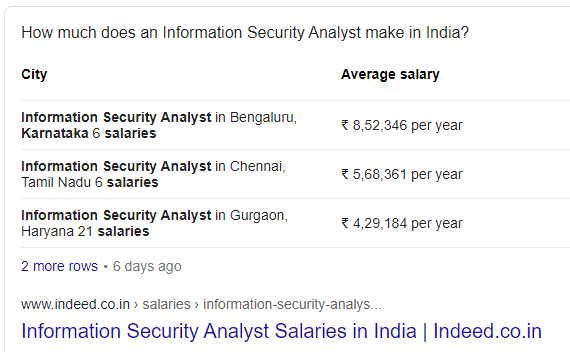 How much does an Information Security Analyst make in India?
City Average salary
Information Security Analyst in Bengaluru,
Karnataka 6 salaries
₹ 8,52,346 per year
Information Security Analyst in Chennai,
Tamil Nadu 6 salaries
₹ 5,68,361 per year
Information Security Analyst in Gurgaon,
Haryana 21 salaries
₹ 4,29,184 per year
2 more rows • 6 days ago
www.indeed.co.in › salaries › information-security-analys...
Information Security Analyst Salaries in India | Indeed.co.in